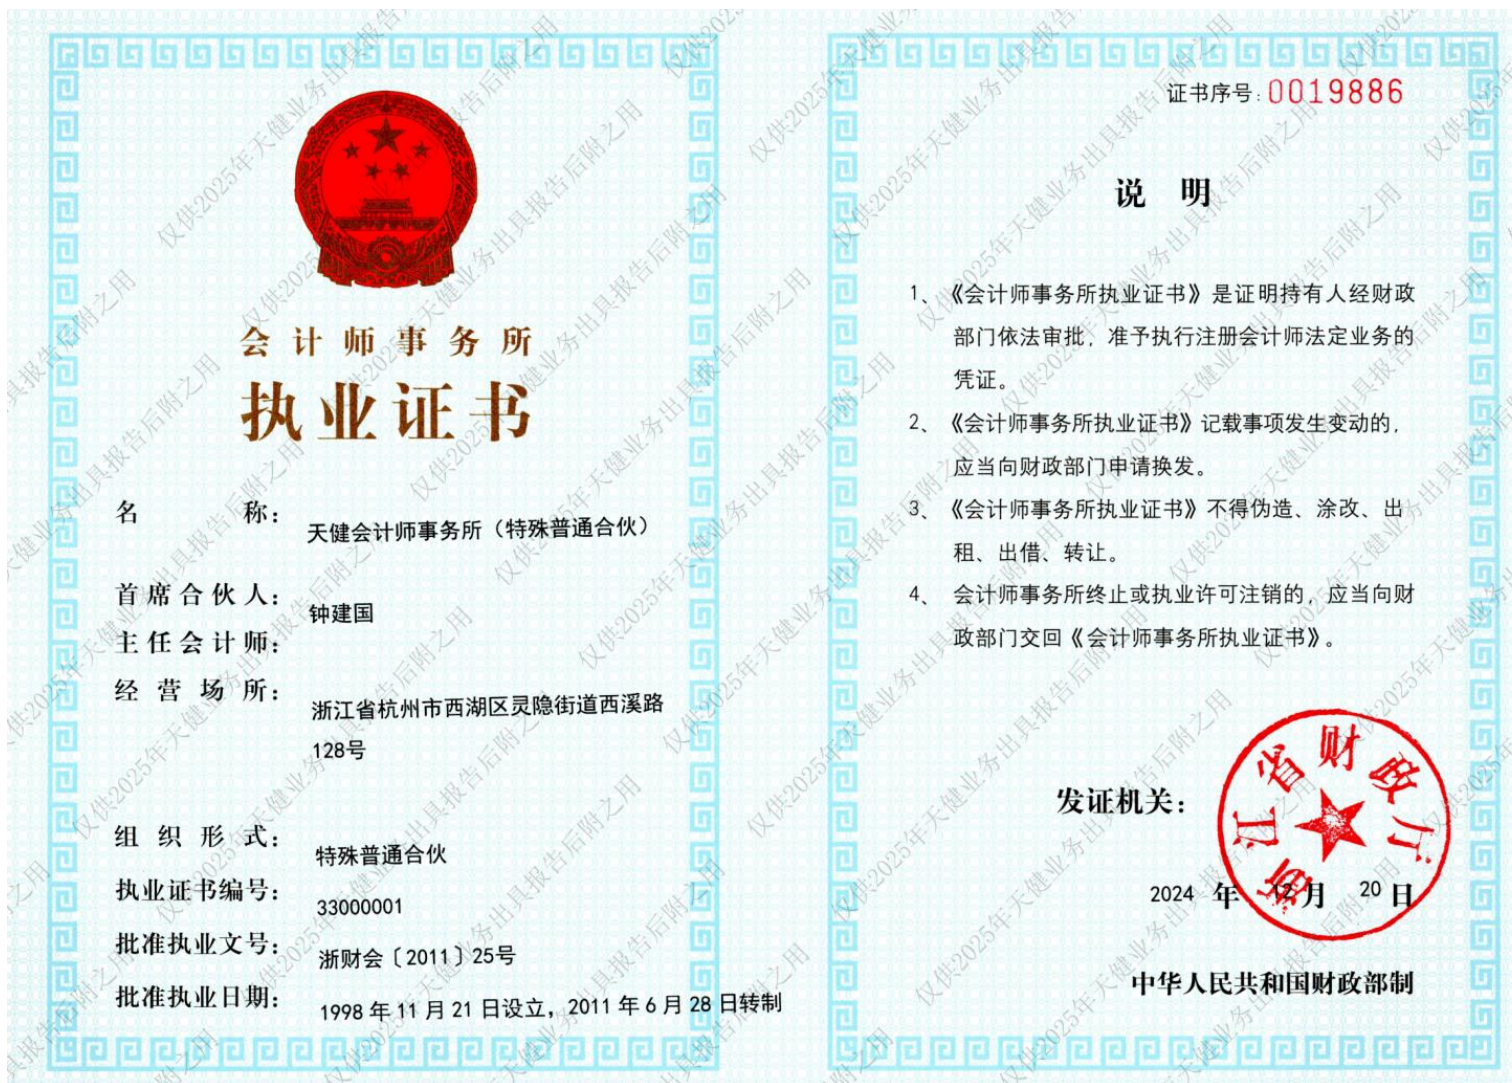 会计师事务所
执业证书
名 称：
天健会计师事务所（特殊普通合伙）
首席合伙人：
钟建国
主任会计师：
经营场所：
浙江省杭州市西湖区灵隐街道西溪路
128号
组织形式：
特殊普通合伙
执业证书编号：
33000001
批准执业文号：
浙财会〔2011〕25号
批准执业日期：
1998年11月21日设立，2011年6月28日转制
证书序号：0019886
说 明
1、《会计师事务所执业证书》是证明持有人经财政
部门依法审批，准予执行注册会计师法定业务的
凭证。
2、《会计师事务所执业证书》记载事项发生变动的，
应当向财政部门申请换发。
3、《会计师事务所执业证书》不得伪造、涂改、出
租、出借、转让。
4、会计师事务所终止或执业许可注销的，应当向财
政部门交回《会计师事务所执业证书》。
发证机关：
浙江省财政厅
2024年12月20日
中华人民共和国财政部制
仅供2025年天健业务出具报告后附之用